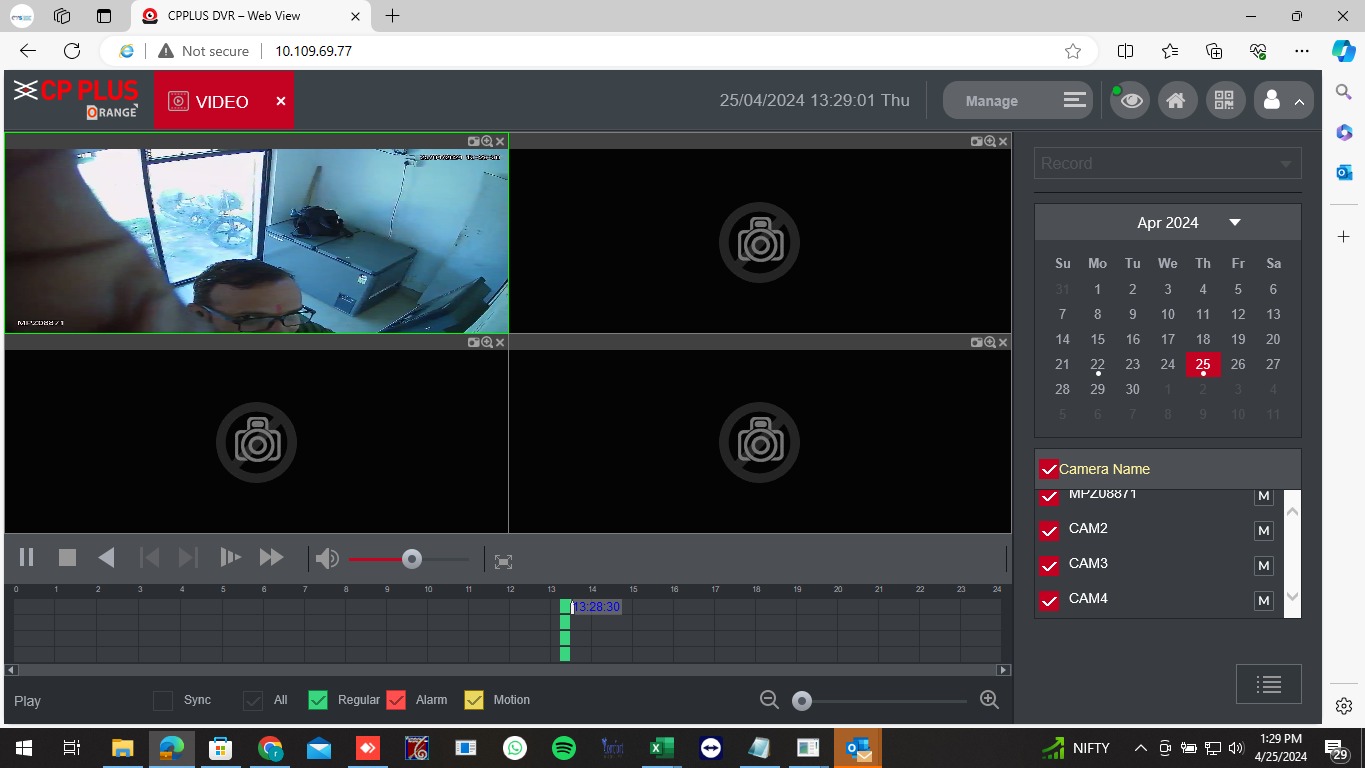 CPPLUS DVR – Web View
Not secure
10.109.69.77
CP PLUS
ORANGE
VIDEO
25/04/2024 13:29:01 Thu
Manage
MPZ08871
Record
Apr 2024
Su Mo Tu We Th Fr Sa
31 1 2 3 4 5 6
7 8 9 10 11 12 13
14 15 16 17 18 19 20
21 22 23 24 25 26 27
28 29 30 1 2 3 4
5 6 7 8 9 10 11
Camera Name
MPZ08871 M
CAM2 M
CAM3 M
CAM4 M
0 1 2 3 4 5 6 7 8 9 10 11 12 13 14 15 16 17 18 19 20 21 22 23 24
13:28:30
Play Sync All Regular Alarm Motion
NIFTY
1:29 PM
4/25/2024
29